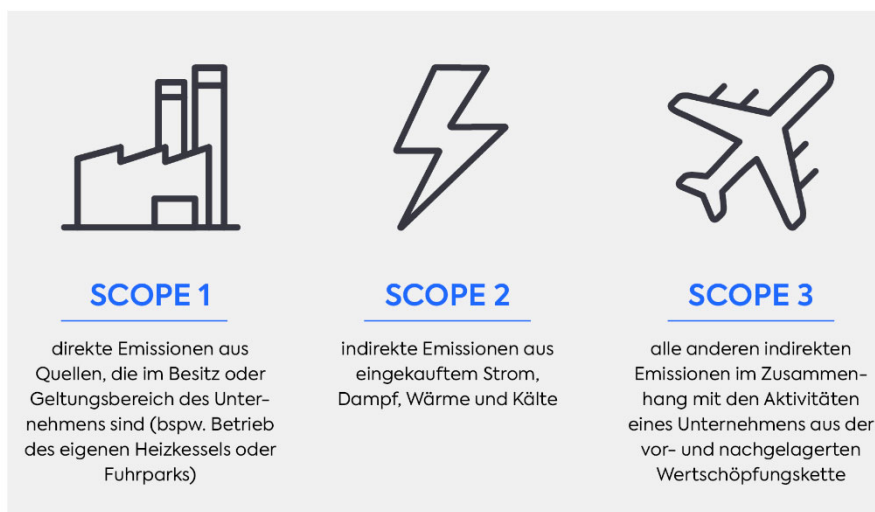 SCOPE 1
direkte Emissionen aus
Quellen, die im Besitz oder
Geltungsbereich des Unter-
nehmens sind (bspw. Betrieb
des eigenen Heizkessels oder
Fuhrparks)
SCOPE 2
indirekte Emissionen aus
eingekauftem Strom,
Dampf, Wärme und Kälte
SCOPE 3
alle anderen indirekten
Emissionen im Zusammen-
hang mit den Aktivitäten
eines Unternehmens aus der
vor- und nachgelagerten
Wertschöpfungskette